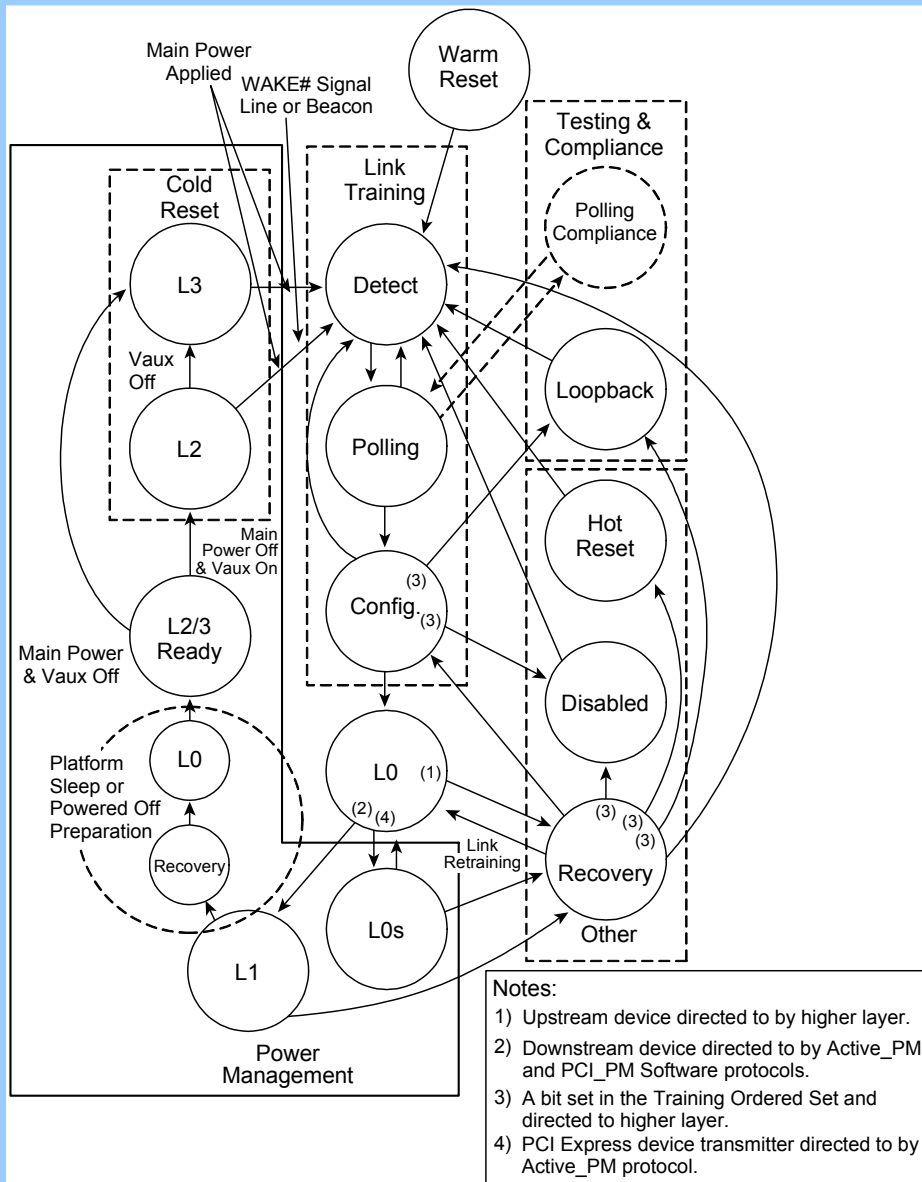 Main Power
Applied
WAKE# Signal
Line or Beacon
Warm
Reset
Testing &
Compliance
Polling
Compliance
Link
Training
Cold
Reset
L3
Detect
Vaux
Off
Loopback
L2
Polling
Main
Power Off
& Vaux On
Hot
Reset
(3)
Config.
(3)
L2/3
Ready
Main Power
& Vaux Off
Disabled
L0
Platform
Sleep or
Powered Off
Preparation
L0
(1)
(2)
(4)
Link
Retraining
(3)
(3)
(3)
Recovery
Recovery
L0s
Other
L1
Power
Management
Notes:
1) Upstream device directed to by higher layer.
2) Downstream device directed to by Active_PM
and PCI_PM Software protocols.
3) A bit set in the Training Ordered Set and
directed to higher layer.
4) PCI Express device transmitter directed to by
Active_PM protocol.